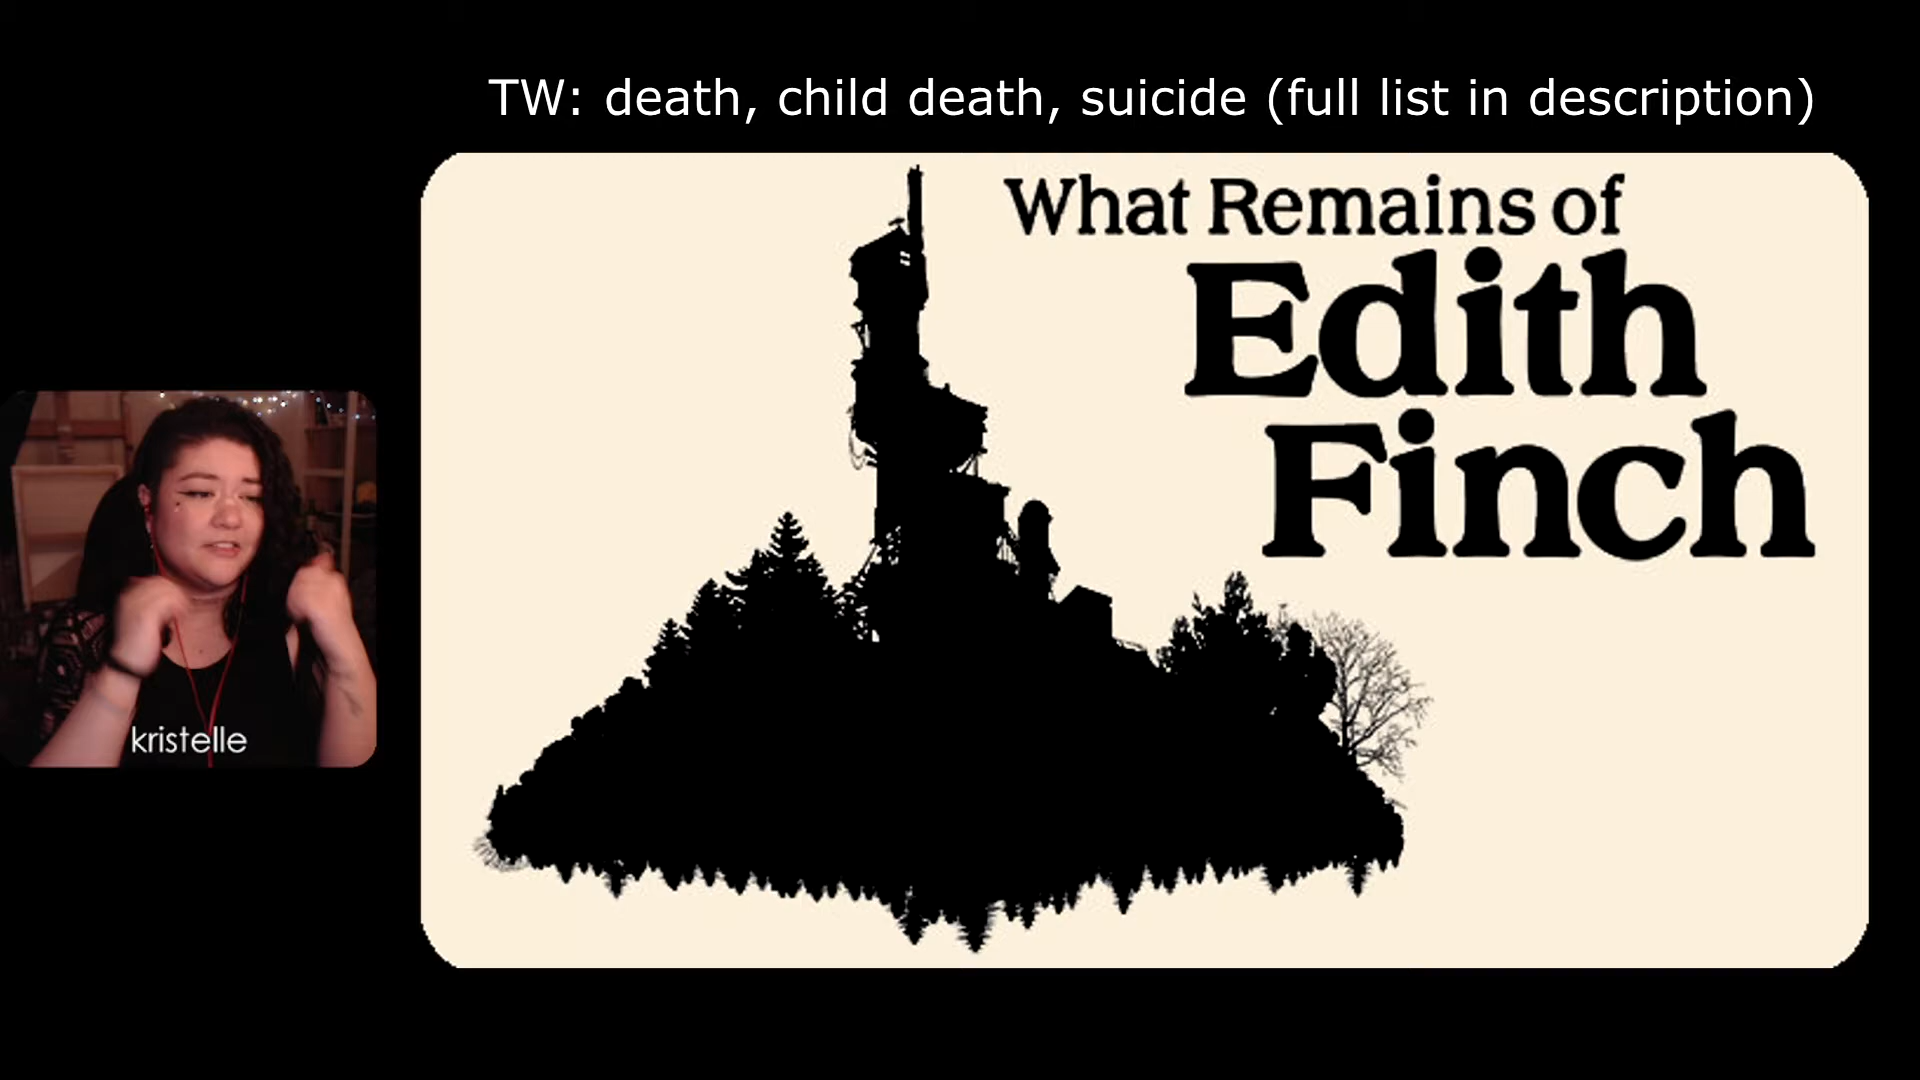 TW: death, child death, suicide (full list in description)
What Remains of
Edith
Finch
kristelle